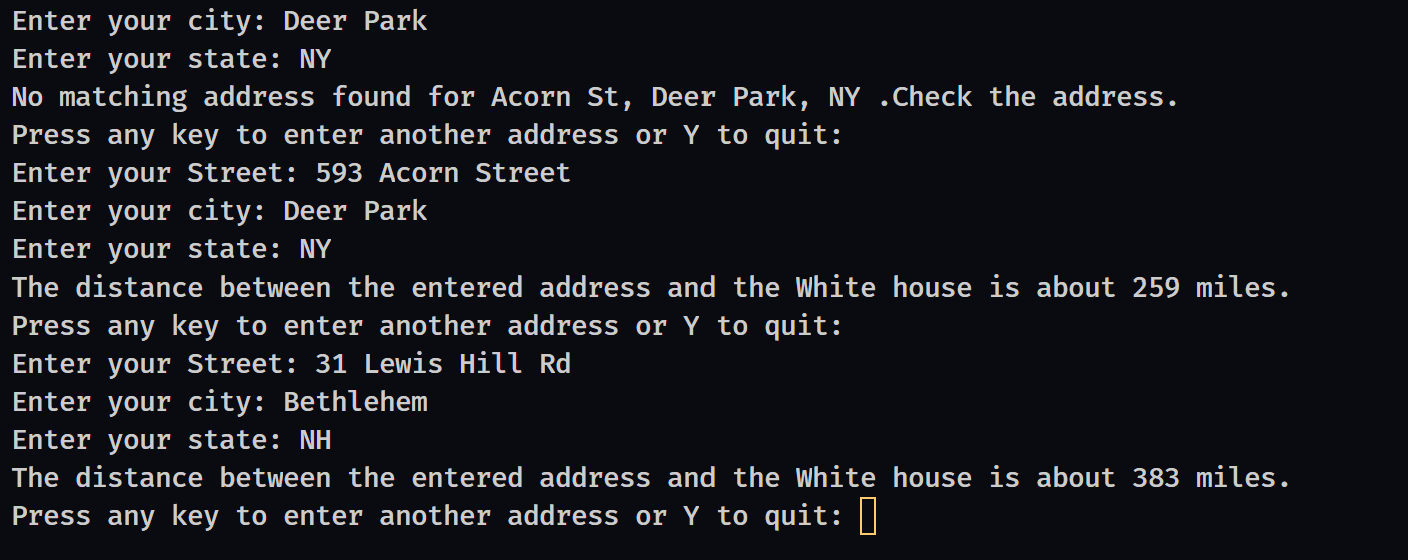 Enter your city: Deer Park
Enter your state: NY
No matching address found for Acorn St, Deer Park, NY .Check the address.
Press any key to enter another address or Y to quit:
Enter your Street: 593 Acorn Street
Enter your city: Deer Park
Enter your state: NY
The distance between the entered address and the White house is about 259 miles.
Press any key to enter another address or Y to quit:
Enter your Street: 31 Lewis Hill Rd
Enter your city: Bethlehem
Enter your state: NH
The distance between the entered address and the White house is about 383 miles.
Press any key to enter another address or Y to quit: